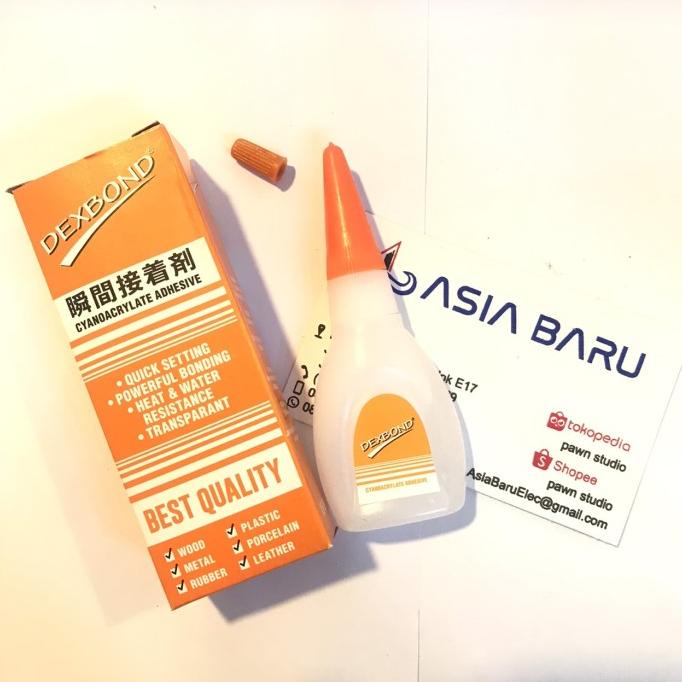 DEXBOND
瞬間接着剤
CYANOACRYLATE ADHESIVE
• QUICK SETTING
• POWERFUL BONDING
• HEAT & WATER
RESISTANCE
• TRANSPARANT
BEST QUALITY
WOOD
METAL
RUBBER
PLASTIC
PORCELAIN
LEATHER
DEXBOND
CYANOACRYLATE ADHESIVE
ASIA BARU
E17
tokopedia
pawn studio
Shopee
pawn studio
AsiaBaruElec@gmail.com